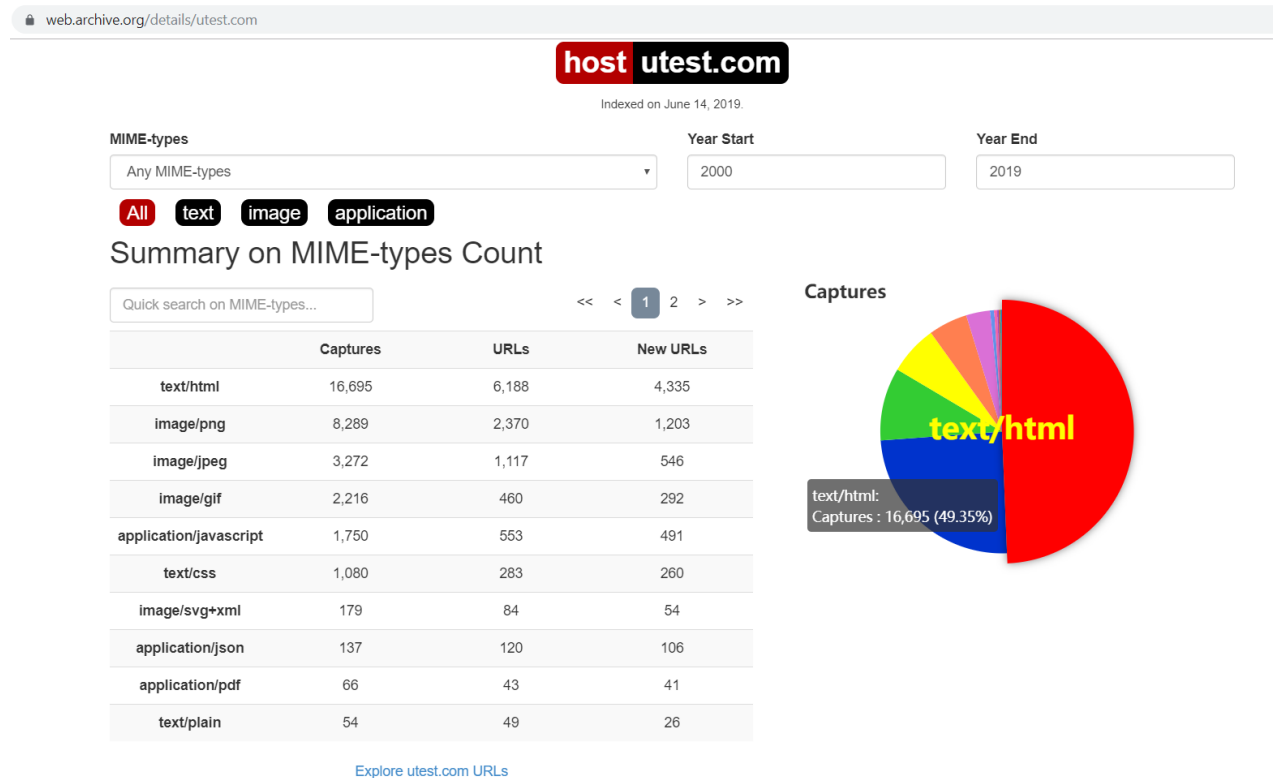 web.archive.org/details/utest.com
host utest.com
Indexed on June 14, 2019.
MIME-types Year Start Year End
Any MIME-types 2000 2019
All text image application
Summary on MIME-types Count
Quick search on MIME-types... << < 1 2 > >>
Captures URLs New URLs
text/html 16,695 6,188 4,335
image/png 8,289 2,370 1,203
image/jpeg 3,272 1,117 546
image/gif 2,216 460 292
application/javascript 1,750 553 491
text/css 1,080 283 260
image/svg+xml 179 84 54
application/json 137 120 106
application/pdf 66 43 41
text/plain 54 49 26
Explore utest.com URLs
Captures
text/html
text/html:
Captures : 16,695 (49.35%)